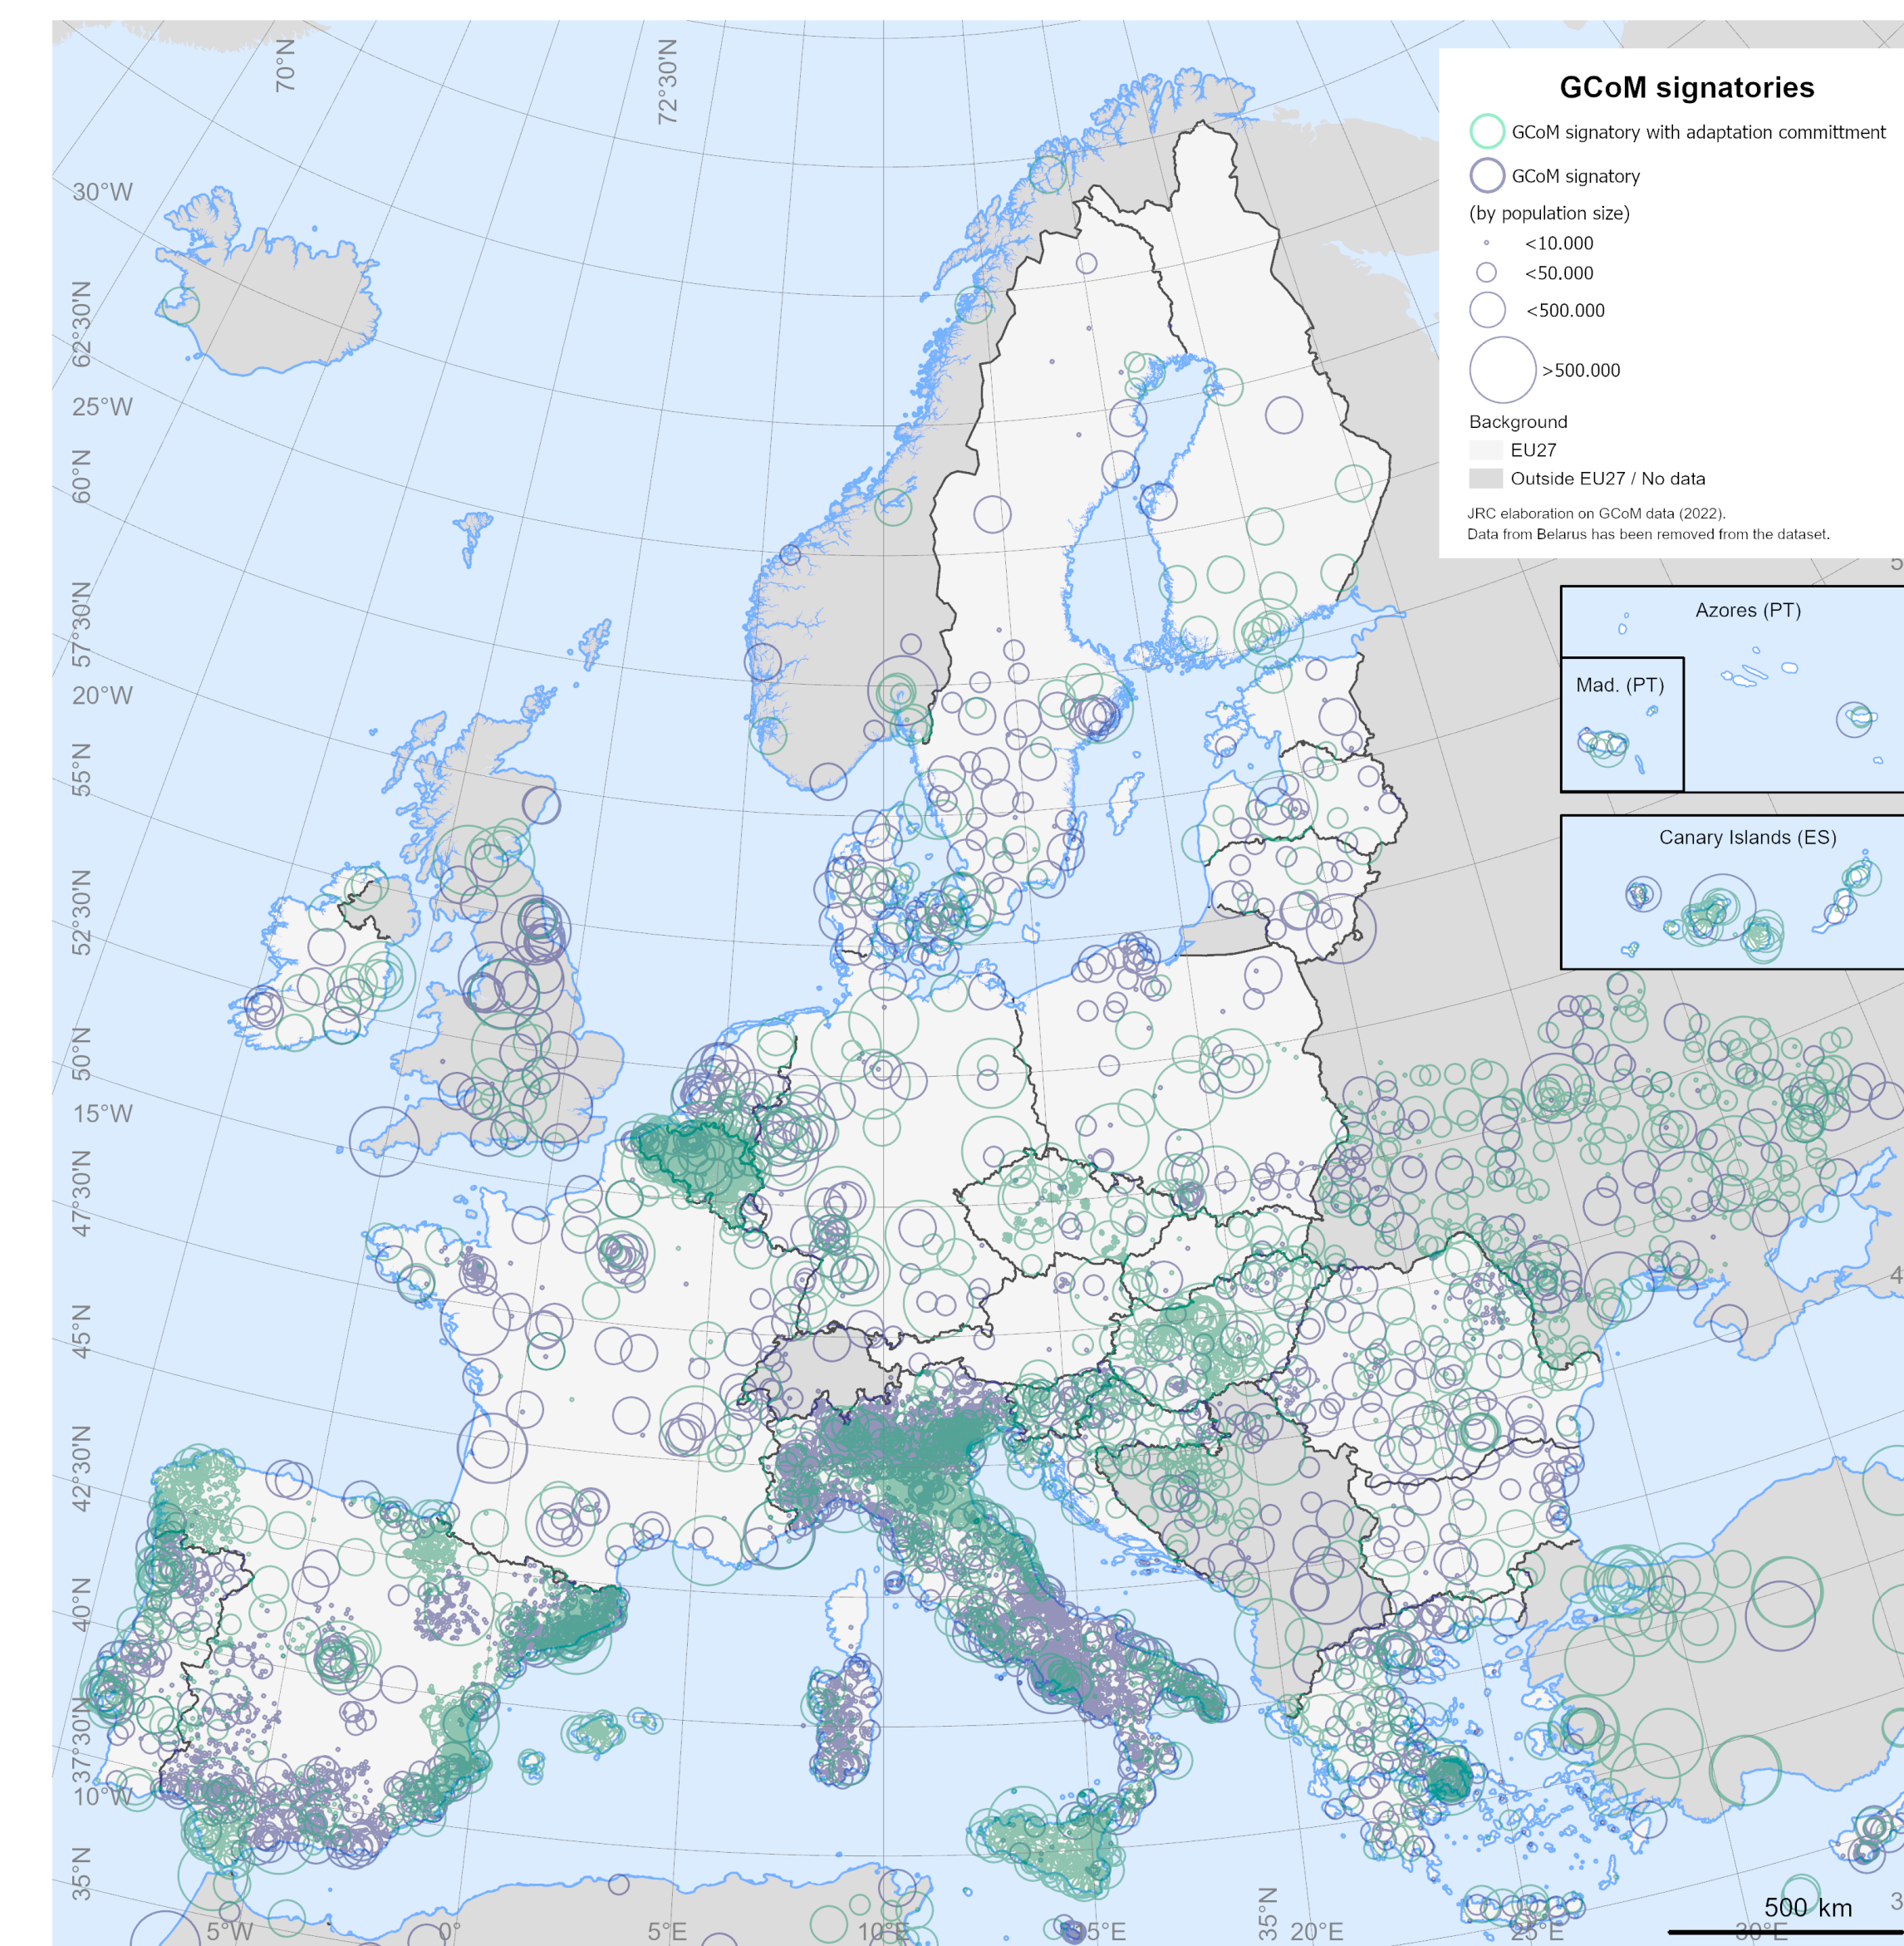 GCoM signatories
GCoM signatory with adaptation committment
GCoM signatory
(by population size)
<10.000
<50.000
<500.000
>500.000
Background
EU27
Outside EU27 / No data
JRC elaboration on GCoM data (2022).
Data from Belarus has been removed from the dataset.
70°N
72°30'N
30°W
62°30'N
25°W
60°N
57°30'N
20°W
55°N
52°30'N
50°N
15°W
47°30'N
45°N
42°30'N
40°N
37°30'N
10°W
35°N
5
Azores (PT)
Mad. (PT)
Canary Islands (ES)
4
3
500 km
5°W
0°
5°E
10°E
15°E
35°N
20°E
25°E
30°E